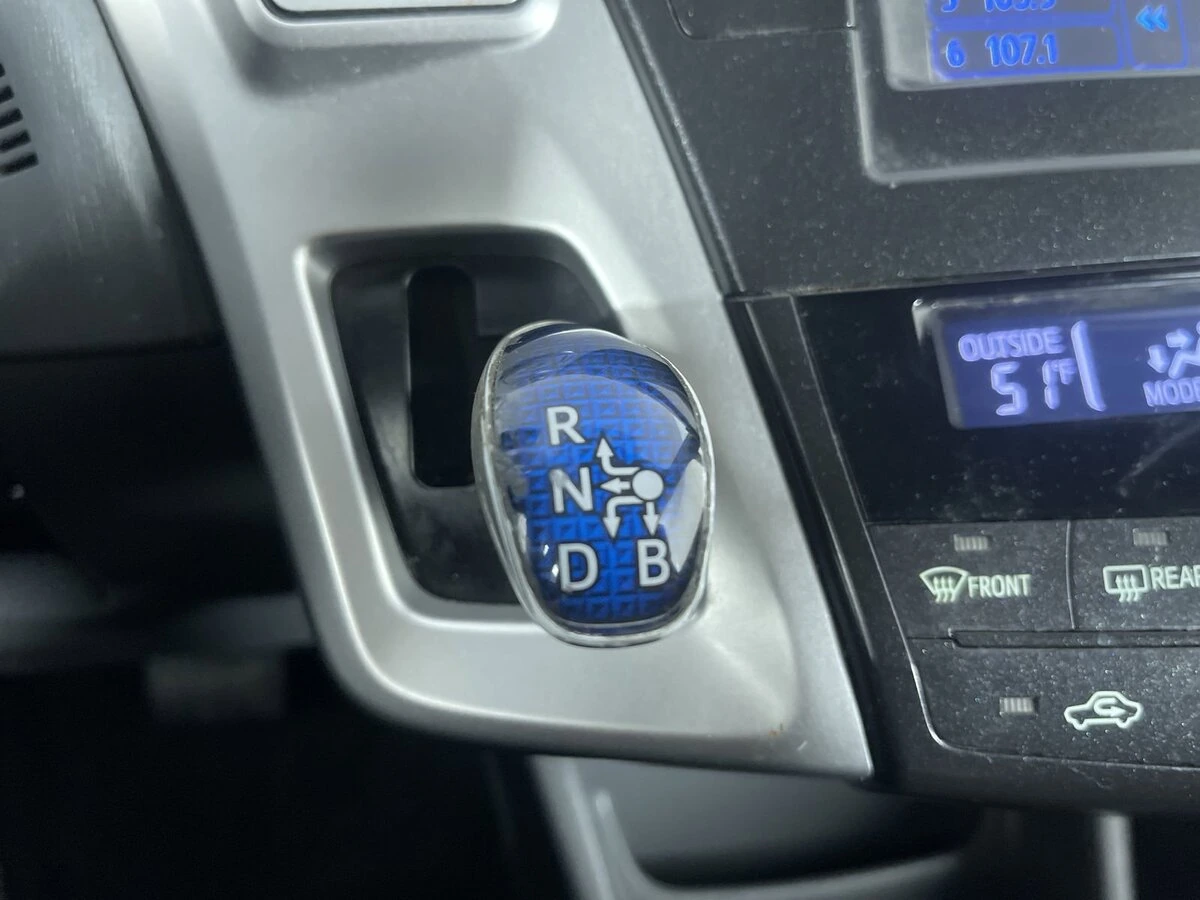 6 107.1
OUTSIDE
51°F
MODE
R
N
D B
FRONT
REAR